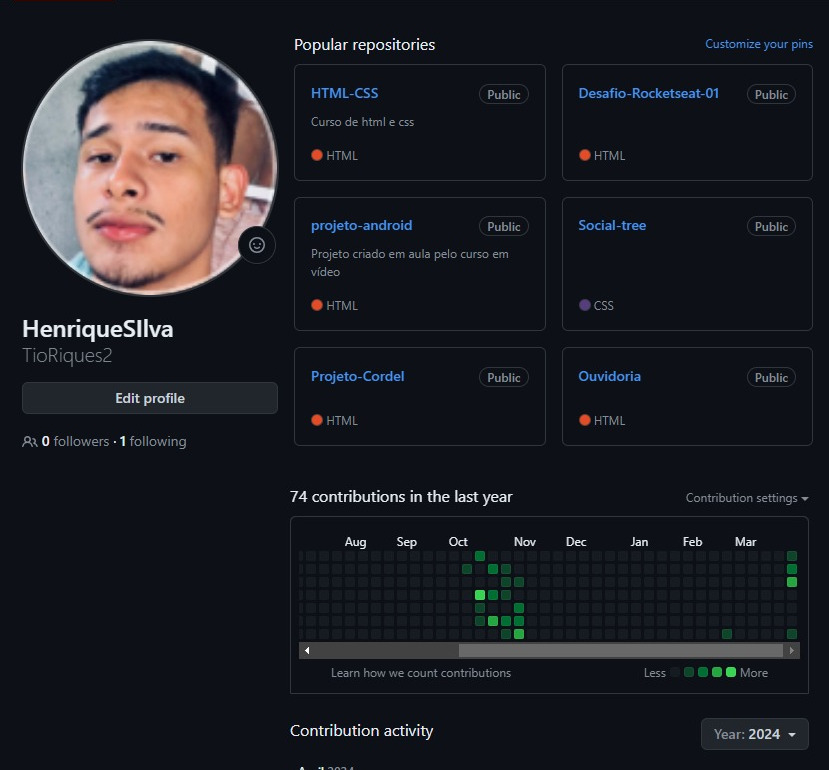 Popular repositories
Customize your pins
HTML-CSS
Public
Curso de html e css
HTML
Desafio-Rocketseat-01
Public
HTML
projeto-android
Public
Projeto criado em aula pelo curso em
vídeo
HTML
Social-tree
Public
CSS
Projeto-Cordel
Public
HTML
Ouvidoria
Public
HTML
HenriqueSIlva
TioRiques2
Edit profile
0 followers · 1 following
74 contributions in the last year
Contribution settings
Aug Sep Oct Nov Dec Jan Feb Mar
Learn how we count contributions
Less
More
Contribution activity
Year: 2024
April 2024